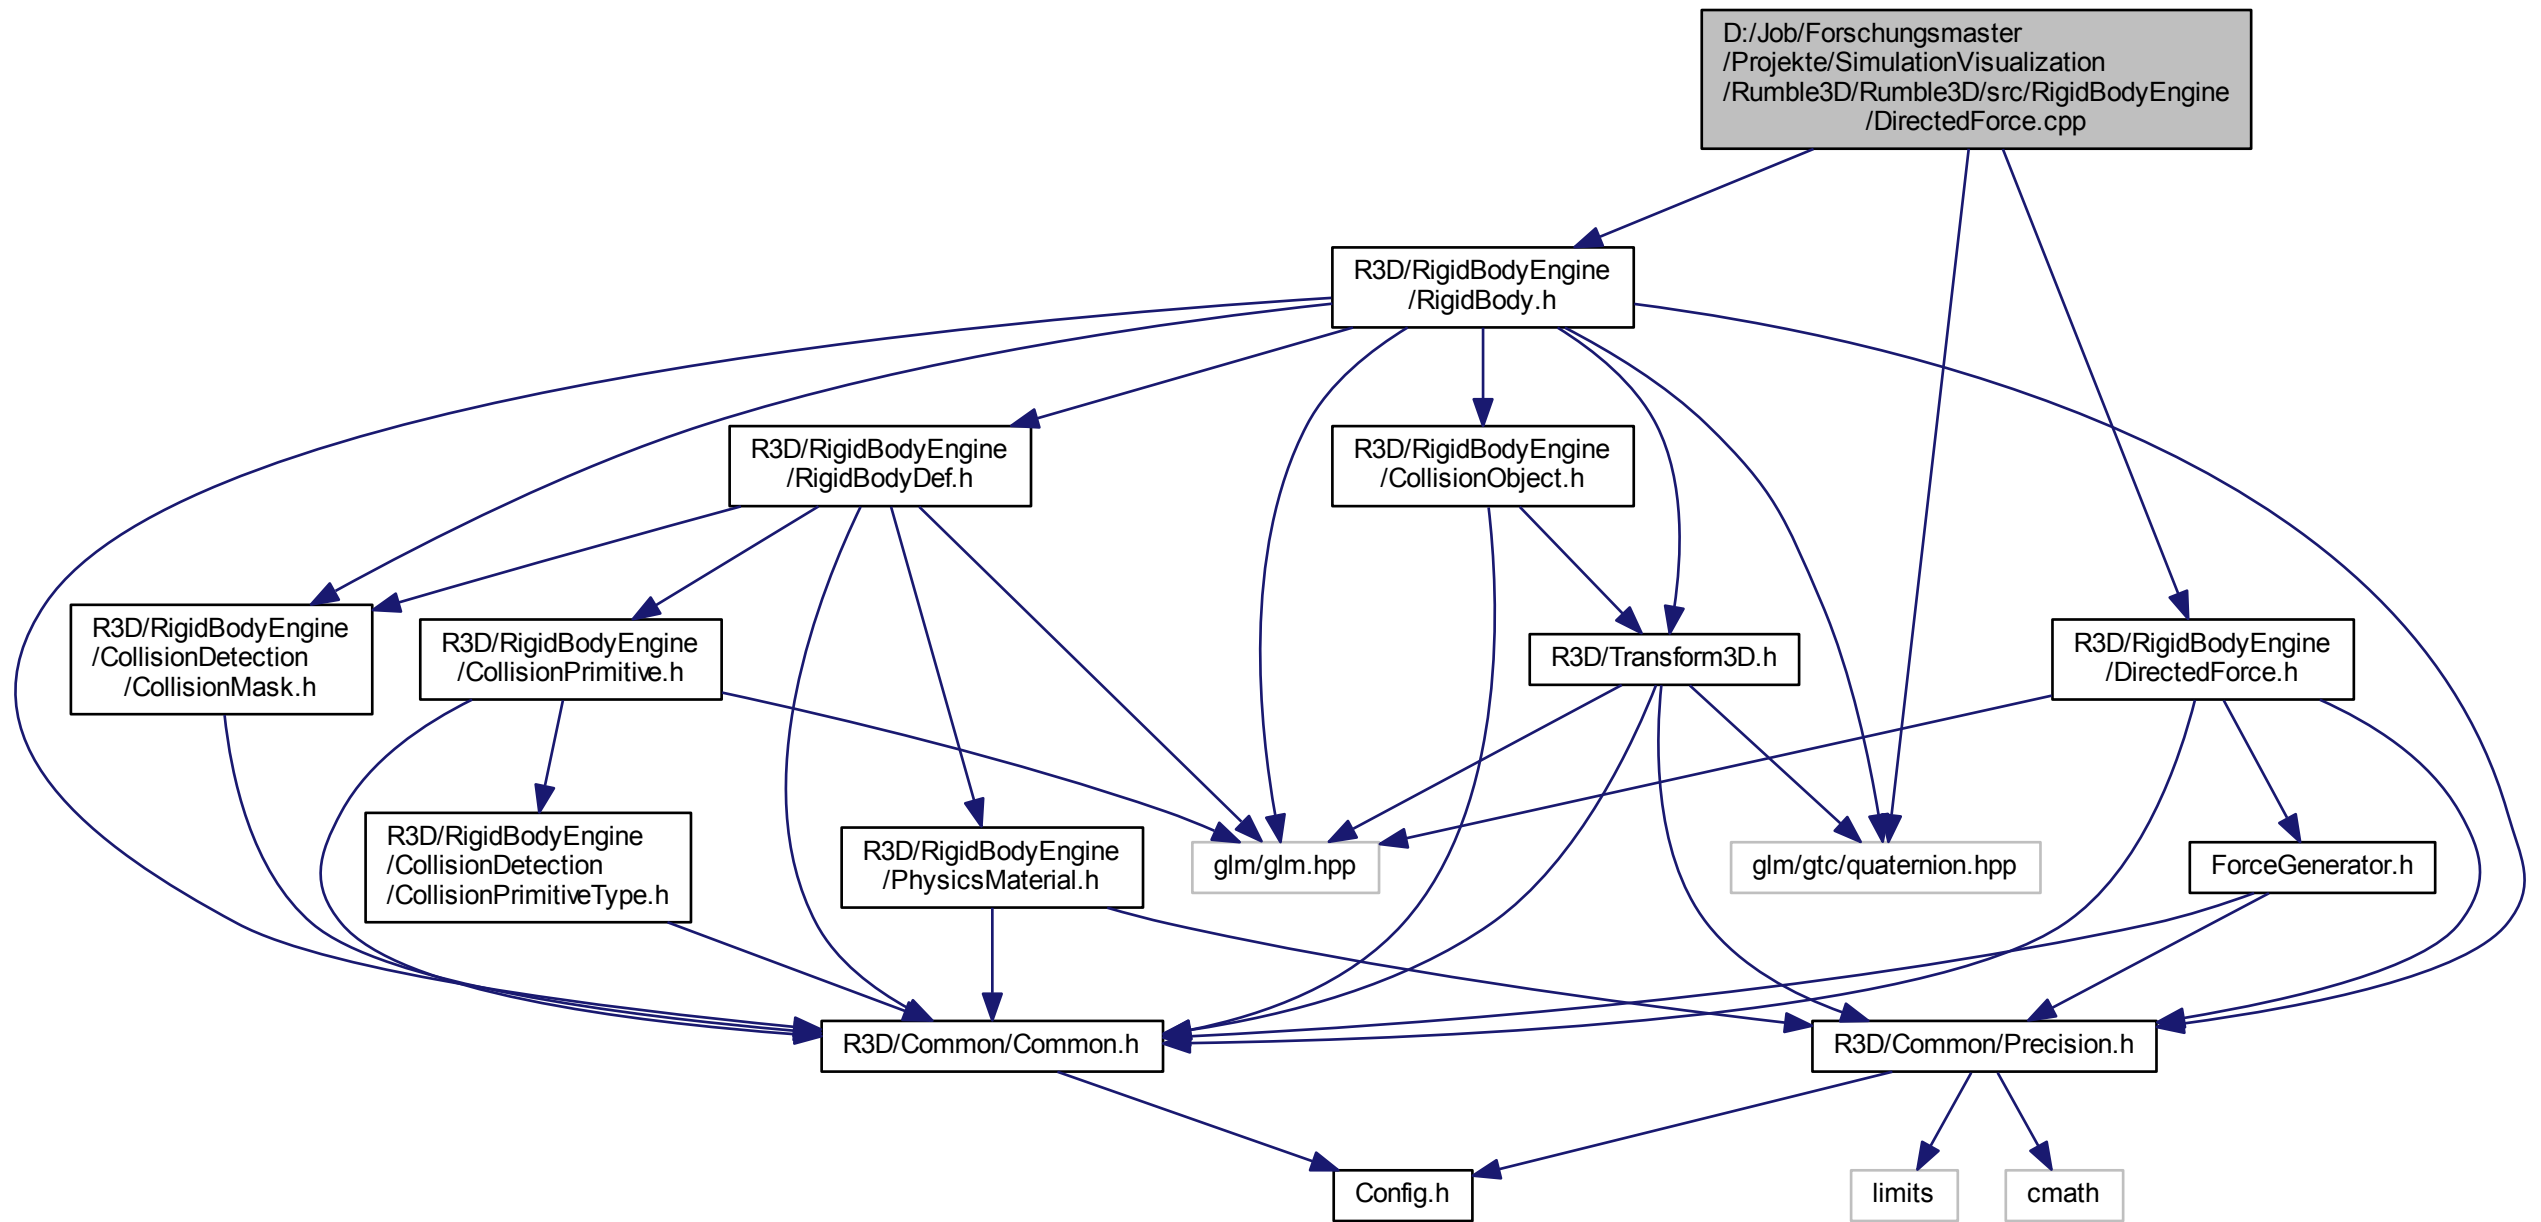 D:/Job/Forschungsmaster
/Projekte/SimulationVisualization
/Rumble3D/Rumble3D/src/RigidBodyEngine
/DirectedForce.cpp
R3D/RigidBodyEngine
/RigidBody.h
R3D/RigidBodyEngine
/RigidBodyDef.h
R3D/RigidBodyEngine
/CollisionObject.h
R3D/RigidBodyEngine
/CollisionDetection
/CollisionMask.h
R3D/RigidBodyEngine
/CollisionPrimitive.h
R3D/Transform3D.h
R3D/RigidBodyEngine
/DirectedForce.h
R3D/RigidBodyEngine
/CollisionDetection
/CollisionPrimitiveType.h
R3D/RigidBodyEngine
/PhysicsMaterial.h
glm/glm.hpp
glm/gtc/quaternion.hpp
ForceGenerator.h
R3D/Common/Common.h
R3D/Common/Precision.h
Config.h
limits
cmath